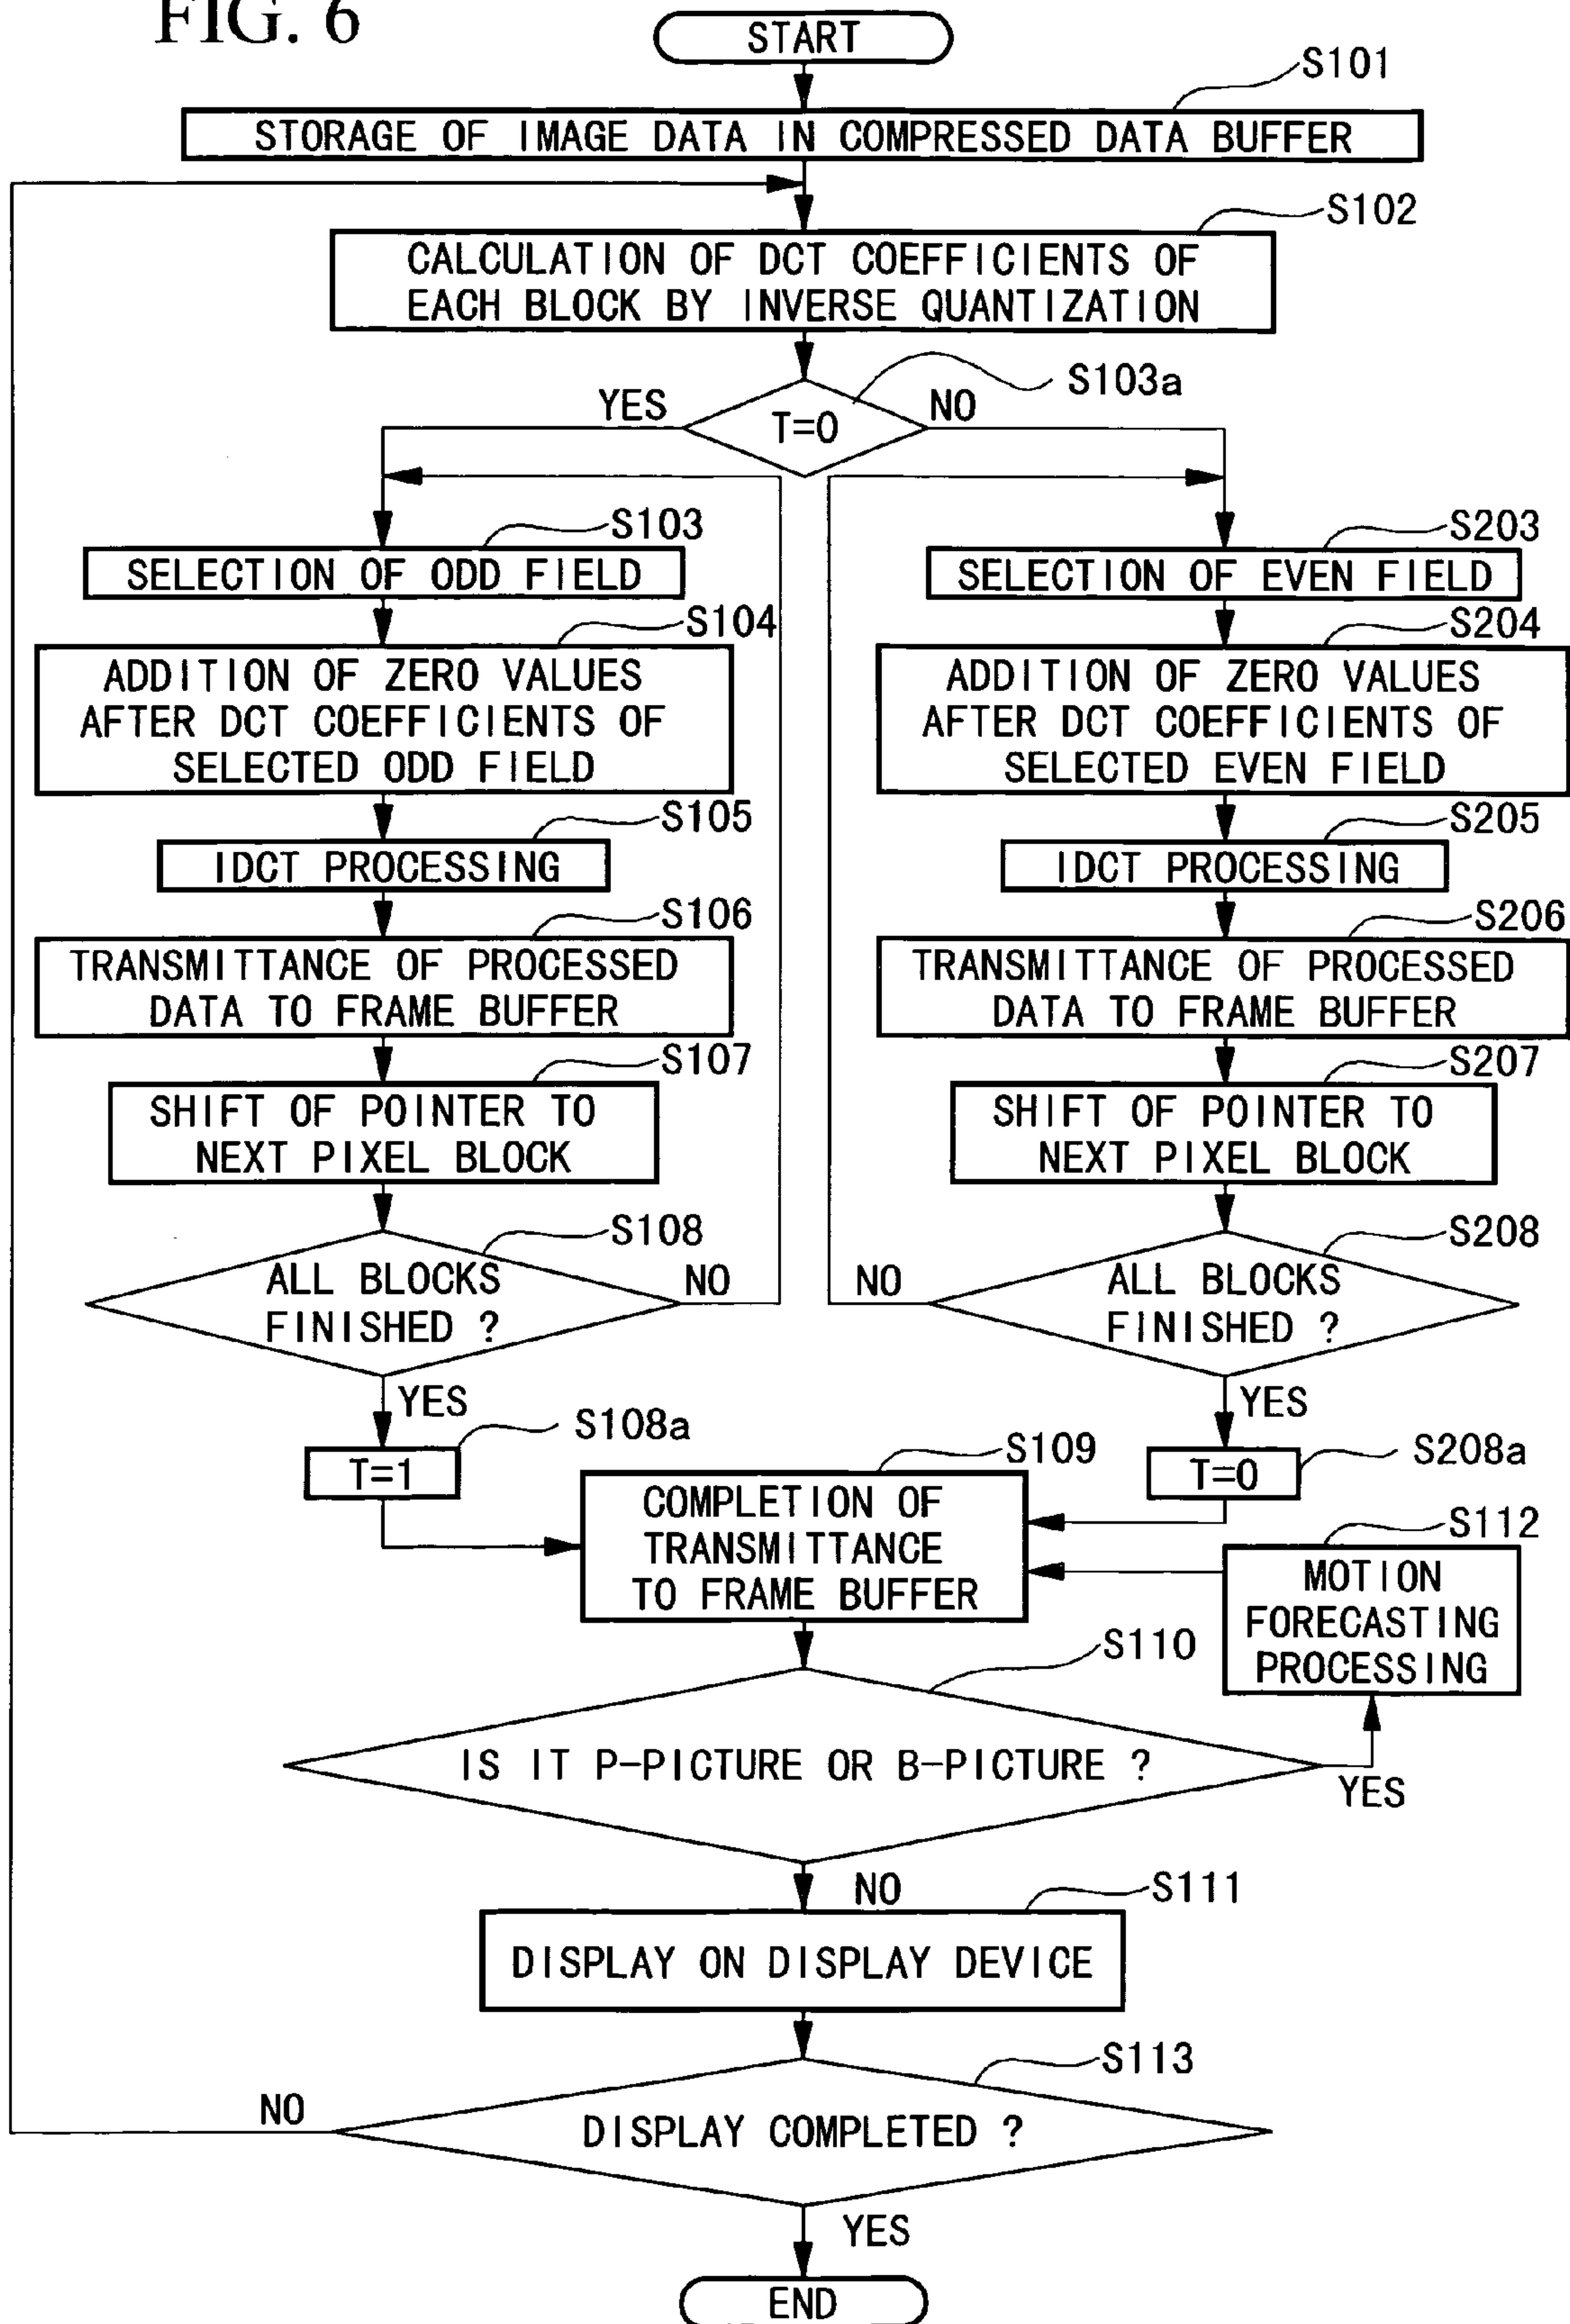 FIG. 6
START
S101
STORAGE OF IMAGE DATA IN COMPRESSED DATA BUFFER
S102
CALCULATION OF DCT COEFFICIENTS OF
EACH BLOCK BY INVERSE QUANTIZATION
S103a
YES
T=0
NO
S103
SELECTION OF ODD FIELD
S104
ADDITION OF ZERO VALUES
AFTER DCT COEFFICIENTS OF
SELECTED ODD FIELD
S105
IDCT PROCESSING
S106
TRANSMITTANCE OF PROCESSED
DATA TO FRAME BUFFER
S107
SHIFT OF POINTER TO
NEXT PIXEL BLOCK
S108
ALL BLOCKS
FINISHED ?
NO
YES
S108a
T=1
S203
SELECTION OF EVEN FIELD
S204
ADDITION OF ZERO VALUES
AFTER DCT COEFFICIENTS OF
SELECTED EVEN FIELD
S205
IDCT PROCESSING
S206
TRANSMITTANCE OF PROCESSED
DATA TO FRAME BUFFER
S207
SHIFT OF POINTER TO
NEXT PIXEL BLOCK
S208
NO
ALL BLOCKS
FINISHED ?
YES
S208a
T=0
S109
COMPLETION OF
TRANSMITTANCE
TO FRAME BUFFER
S112
MOTION
FORECASTING
PROCESSING
S110
IS IT P-PICTURE OR B-PICTURE ?
YES
NO
S111
DISPLAY ON DISPLAY DEVICE
S113
NO
DISPLAY COMPLETED ?
YES
END